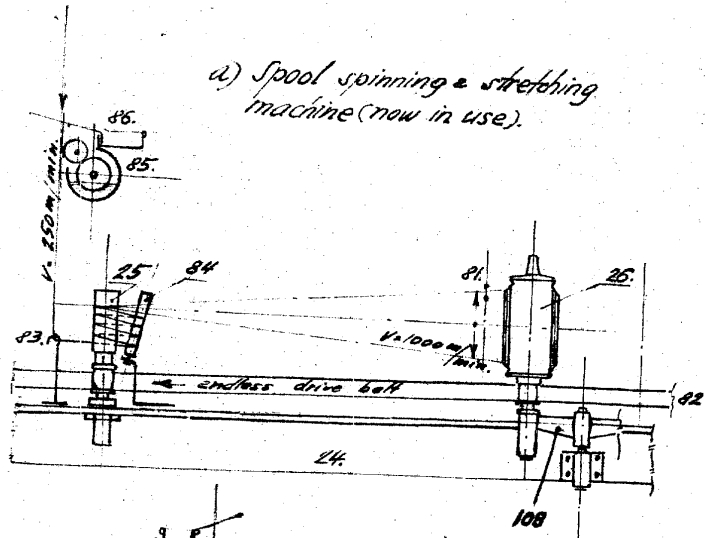 a) Spool spinning & stretching
machine (now in use).
86.
85.
V= 250 m/min.
25
84
81.
26.
83.
V=1000 m/
min.
endless drive belt
82
24.
108
g P